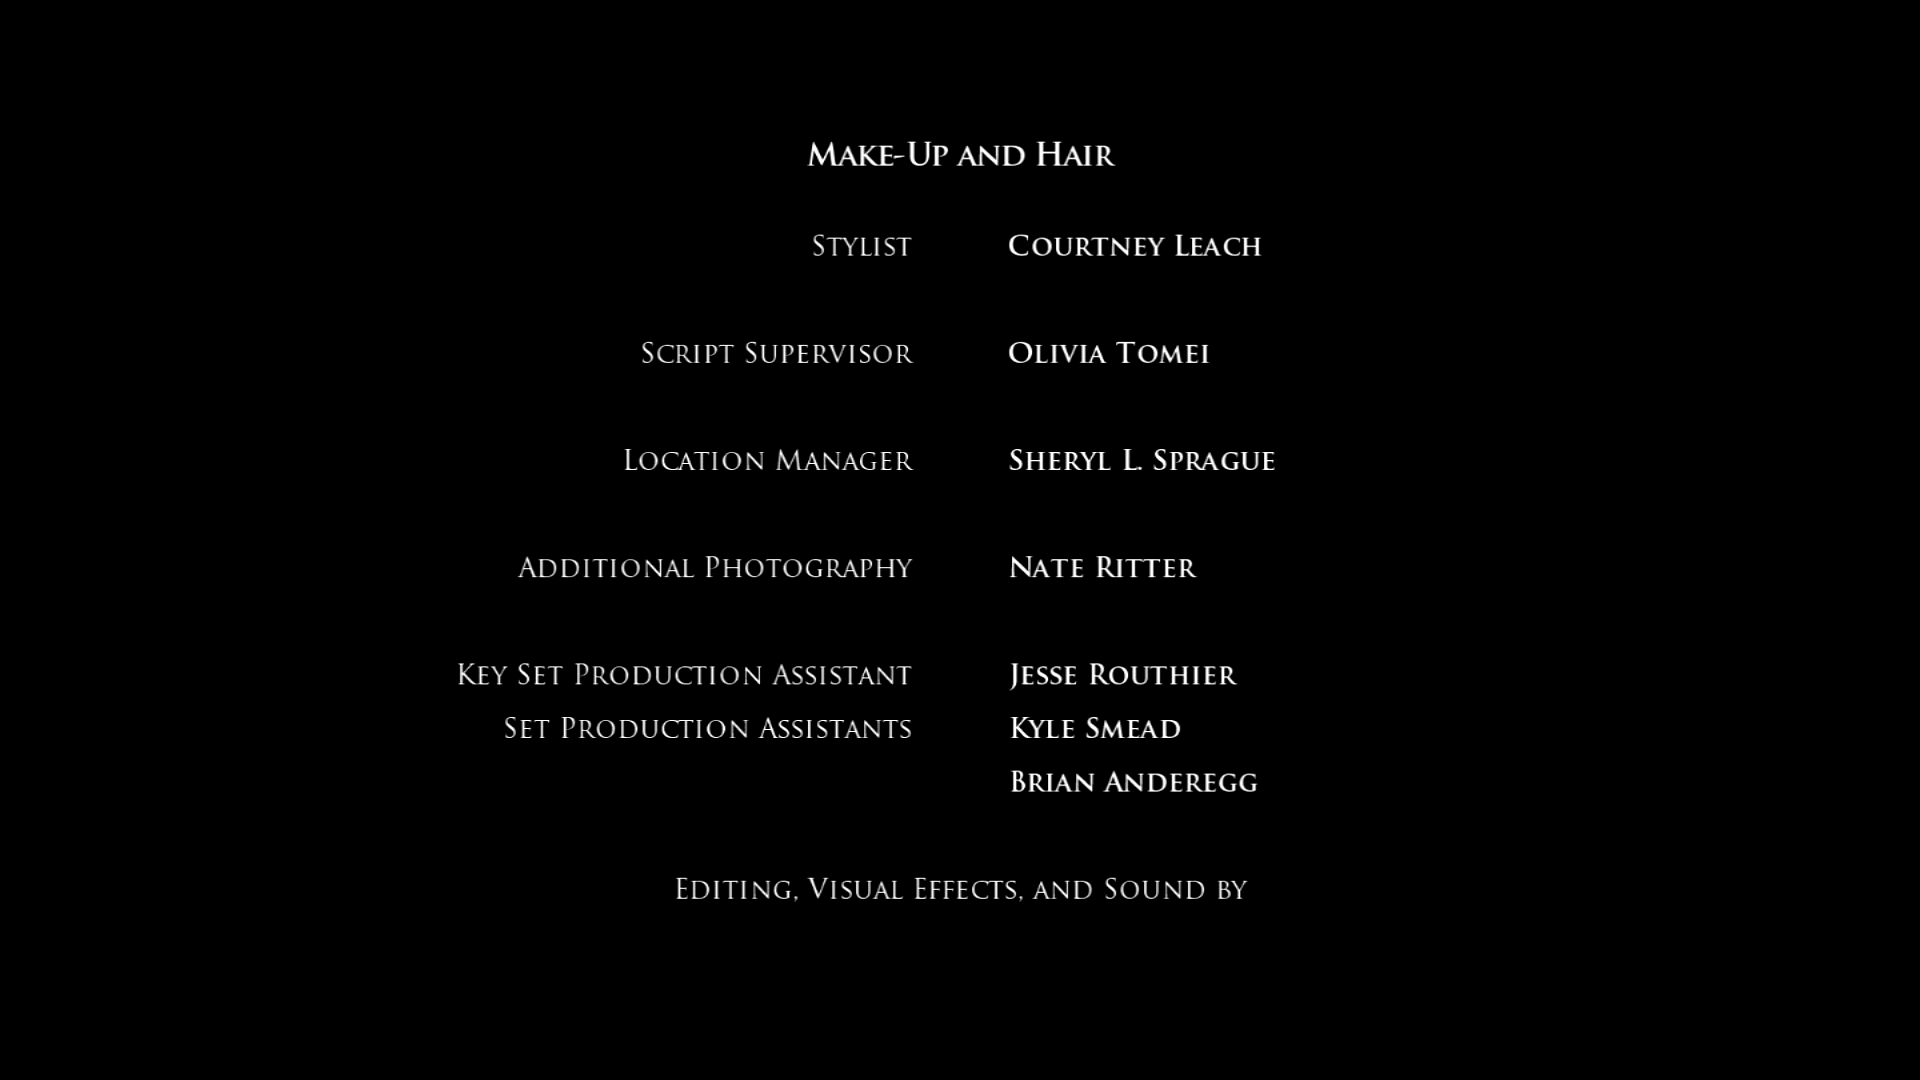 Make-Up and Hair
Stylist Courtney Leach
Script Supervisor Olivia Tomei
Location Manager Sheryl L. Sprague
Additional Photography Nate Ritter
Key Set Production Assistant Jesse Routhier
Set Production Assistants Kyle Smead
Brian Anderegg
Editing, Visual Effects, and Sound by